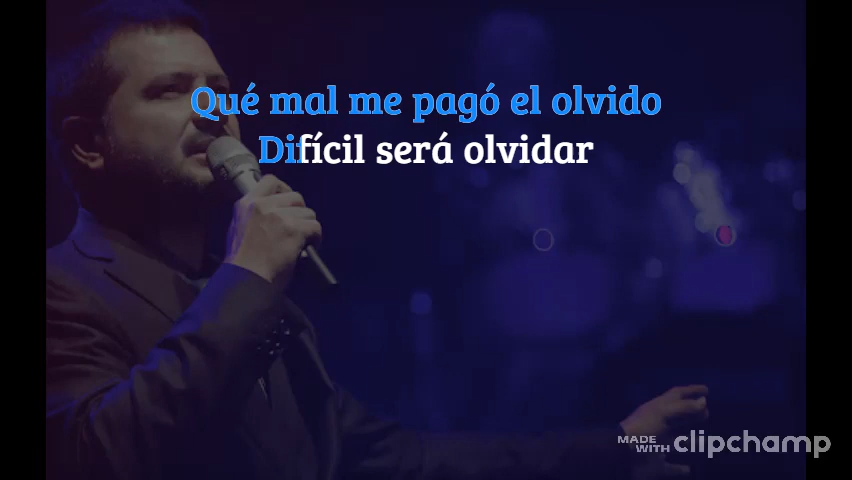 Qué mal me pagó el olvido
Difícil será olvidar
MADE WITH clipchamp